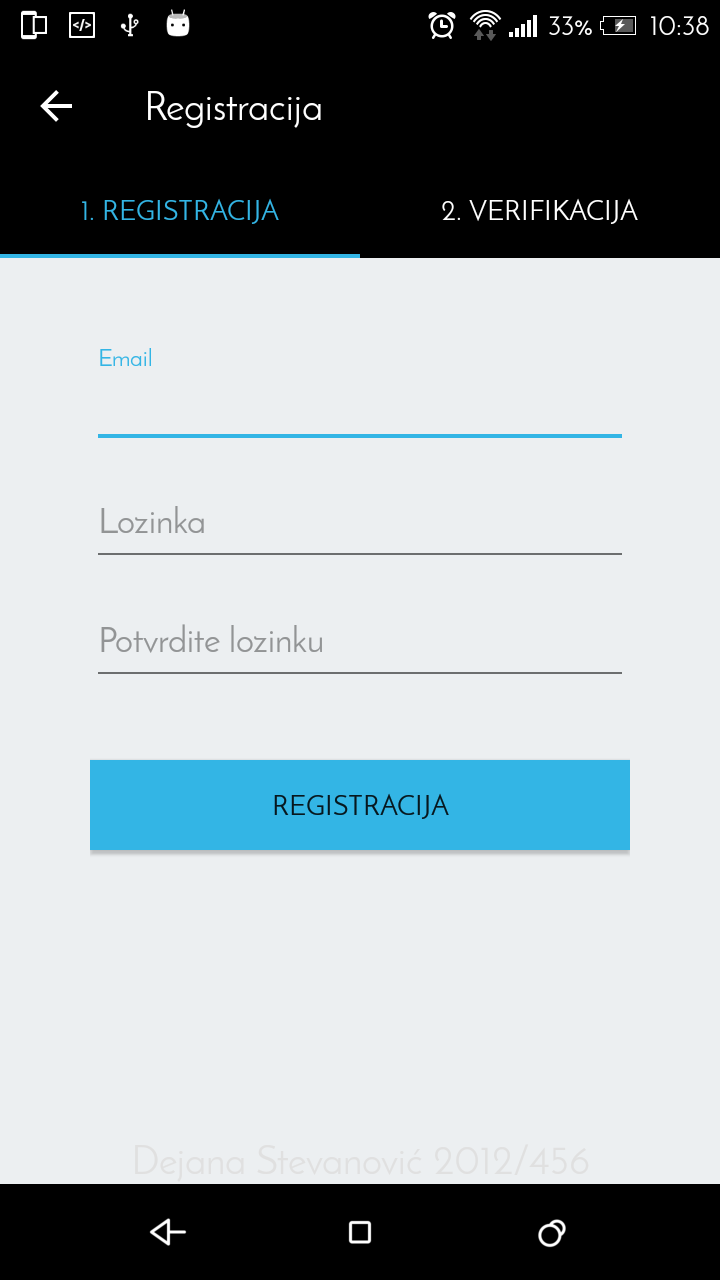 33% 10:38
Registracija
1. REGISTRACIJA 2. VERIFIKACIJA
Email
Lozinka
Potvrdite lozinku
REGISTRACIJA
Dejana Stevanović 2012/456